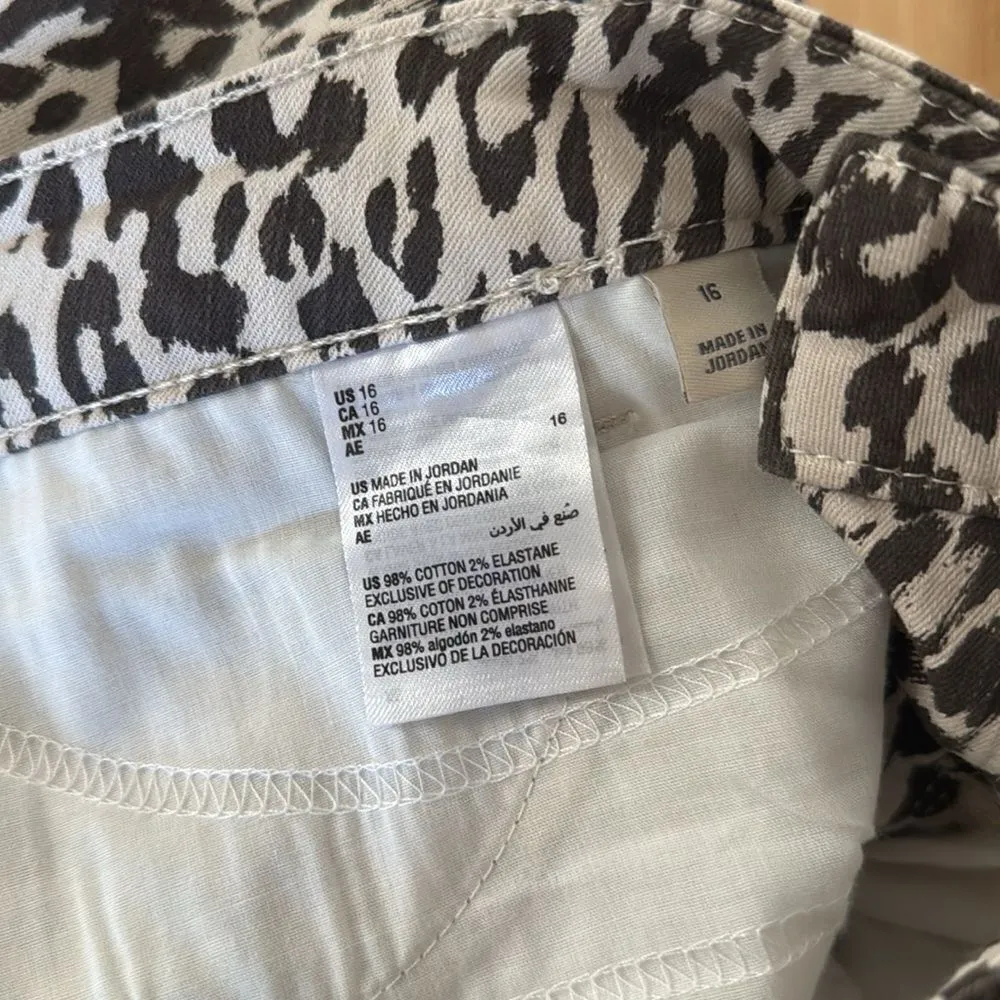 US 16
CA 16
MX 16 16
AE
US MADE IN JORDAN
CA FABRIQUÉ EN JORDANIE
MX HECHO EN JORDANIA
AE صُنع في الأردن
US 98% COTTON 2% ELASTANE
EXCLUSIVE OF DECORATION
CA 98% COTON 2% ÉLASTHANNE
GARNITURE NON COMPRISE
MX 98% algodón 2% elastano
EXCLUSIVO DE LA DECORACIÓN
16
MADE IN
JORDAN